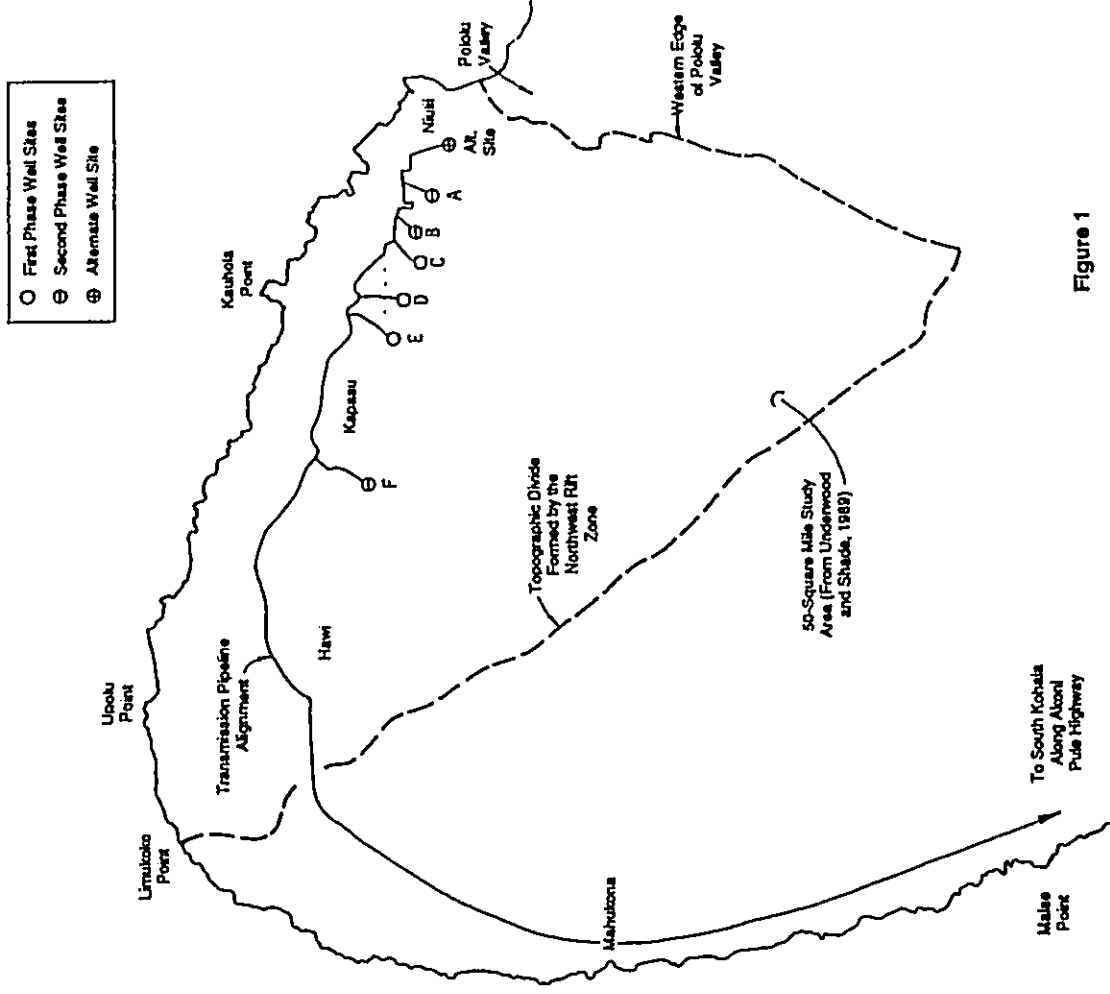 First Phase Well Sites
Second Phase Well Sites
Alternate Well Site
Pololu
Valley
Niulii
Western Edge
of Pololu
Valley
Alt.
Site
A
B
C
D
E
F
Kauhola
Point
Kapaau
Upolu
Point
Transmission Pipeline
Alignment
Hawi
Limukoko
Point
Topographic Divide
Formed by the
Northwest Rift
Zone
50-Square Mile Study
Area (From Underwood
and Shade, 1989)
Mahukona
To South Kohala
Along Akoni
Pule Highway
Malae
Point
Figure 1